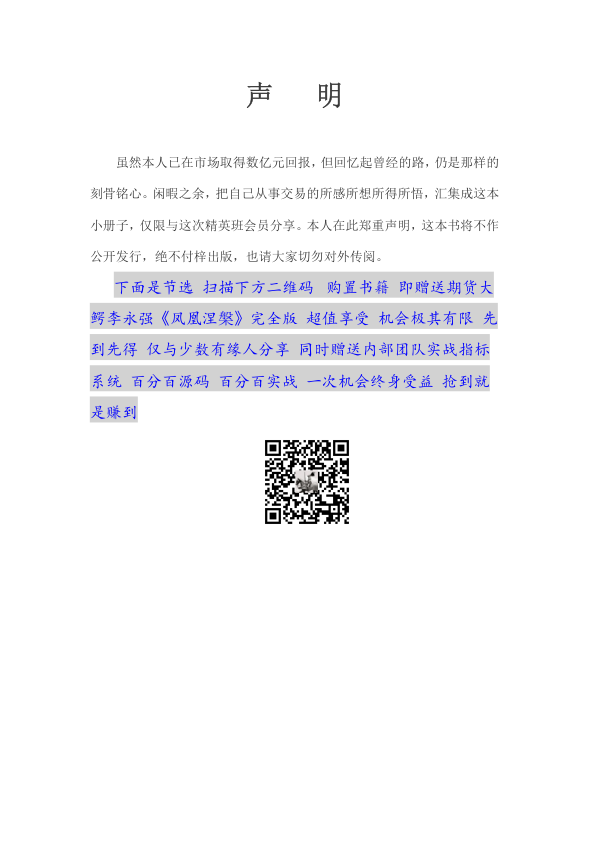 声 明
虽然本人已在市场取得数亿元回报，但回忆起曾经的路，仍是那样的
刻骨铭心。闲暇之余，把自己从事交易的所感所想所得所悟，汇集成这本
小册子，仅限与这次精英班会员分享。本人在此郑重声明，这本书将不作
公开发行，绝不付梓出版，也请大家切勿对外传阅。
下面是节选 扫描下方二维码 购置书籍 即赠送期货大
鳄李永强《凤凰涅槃》完全版 超值享受 机会极其有限 先
到先得 仅与少数有缘人分享 同时赠送内部团队实战指标
系统 百分百源码 百分百实战 一次机会终身受益 抢到就
是赚到